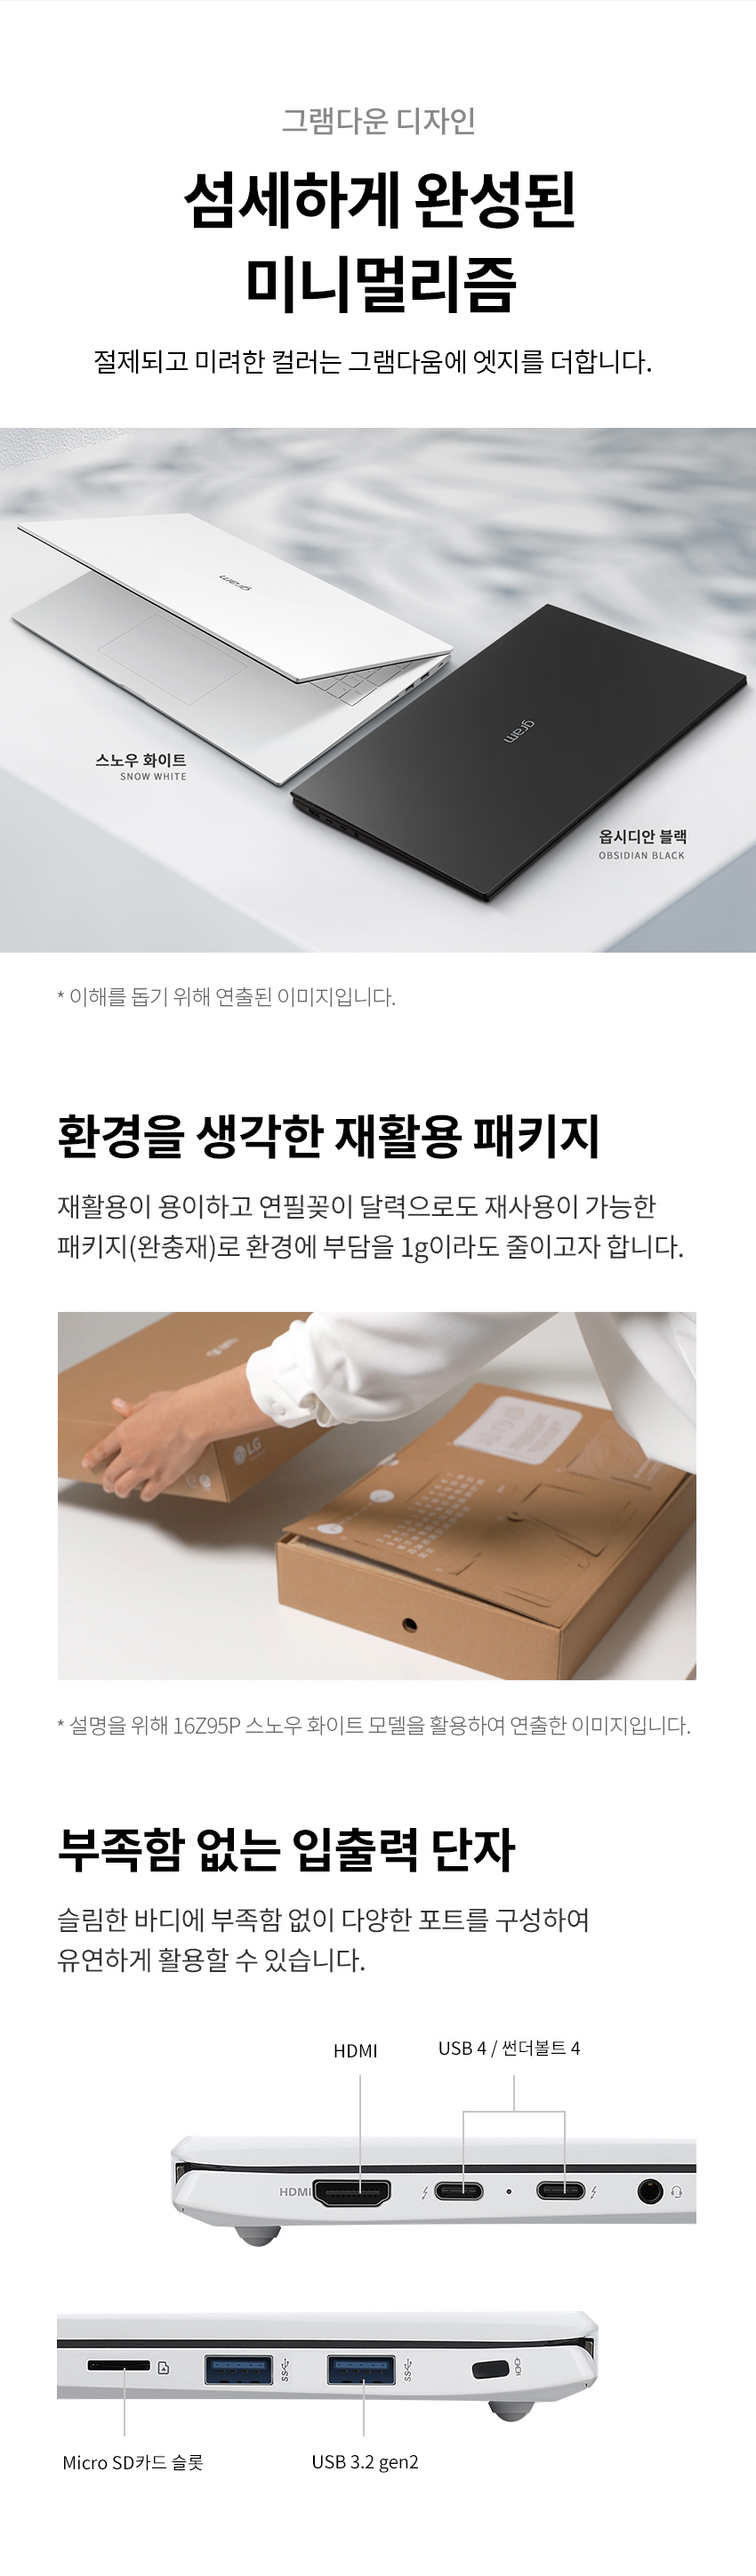 그램다운 디자인
섬세하게 완성된
미니멀리즘
절제되고 미려한 컬러는 그램다움에 엣지를 더합니다.
gram
gram
스노우 화이트
SNOW WHITE
옵시디안 블랙
OBSIDIAN BLACK
* 이해를 돕기 위해 연출된 이미지입니다.
환경을 생각한 재활용 패키지
재활용이 용이하고 연필꽂이 달력으로도 재사용이 가능한
패키지(완충재)로 환경에 부담을 1g이라도 줄이고자 합니다.
LG
* 설명을 위해 16Z95P 스노우 화이트 모델을 활용하여 연출한 이미지입니다.
부족함 없는 입출력 단자
슬림한 바디에 부족함 없이 다양한 포트를 구성하여
유연하게 활용할 수 있습니다.
HDMI
USB 4 / 썬더볼트 4
HDMI
Micro SD카드 슬롯
USB 3.2 gen2